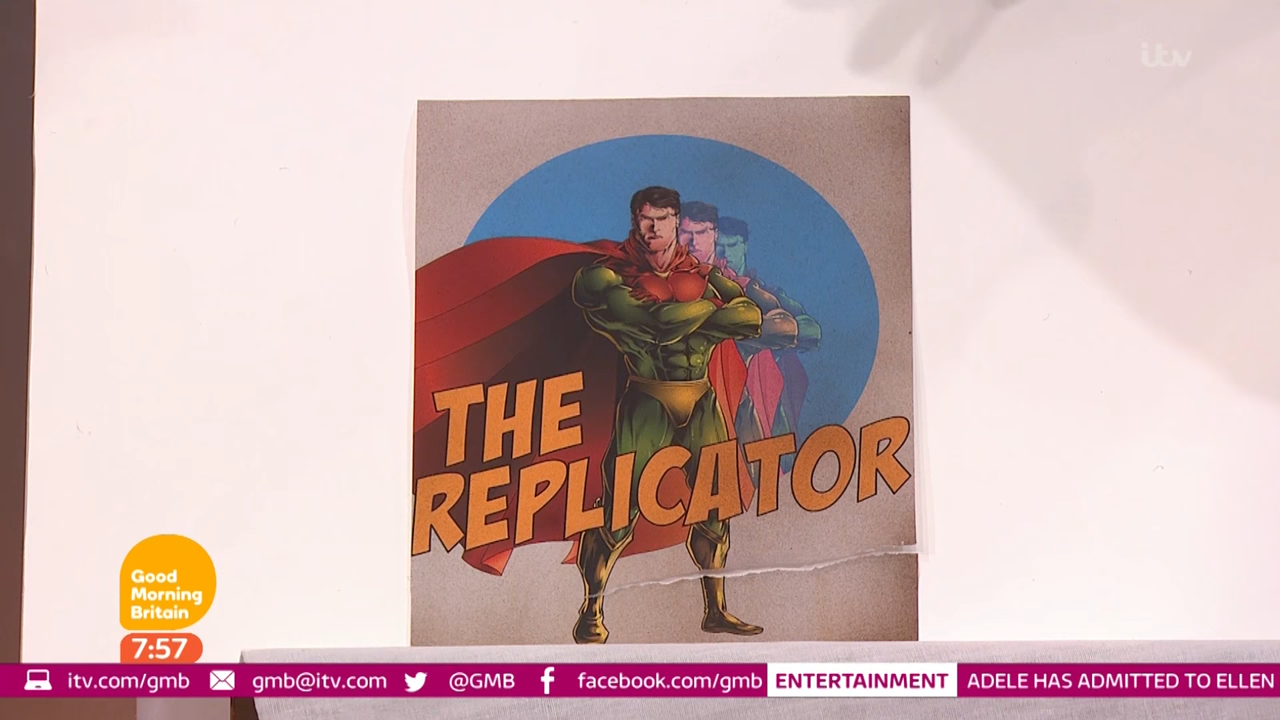 itv
THE
REPLICATOR
Good
Morning
Britain
7:57
itv.com/gmb gmb@itv.com @GMB facebook.com/gmb ENTERTAINMENT ADELE HAS ADMITTED TO ELLEN